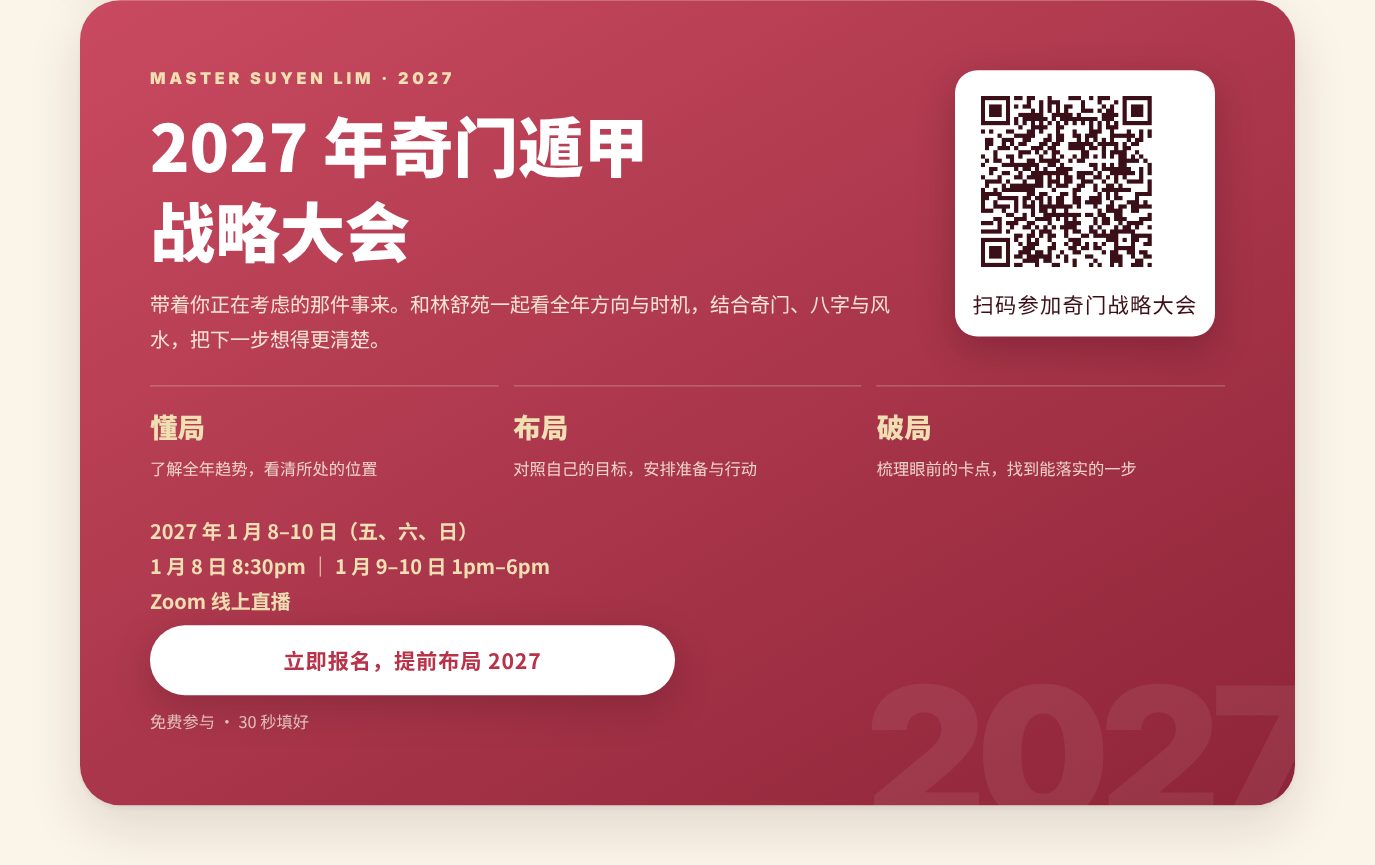 MASTER SUYEN LIM · 2027
2027 年奇门遁甲
战略大会
带着你正在考虑的那件事来。和林舒苑一起看全年方向与时机，结合奇门、八字与风
水，把下一步想得更清楚。
扫码参加奇门战略大会
懂局
了解全年趋势，看清所处的位置
布局
对照自己的目标，安排准备与行动
破局
梳理眼前的卡点，找到能落实的一步
2027 年 1 月 8–10 日（五、六、日）
1 月 8 日 8:30pm ｜ 1 月 9–10 日 1pm–6pm
Zoom 线上直播
立即报名，提前布局 2027
免费参与 · 30 秒填好
2027